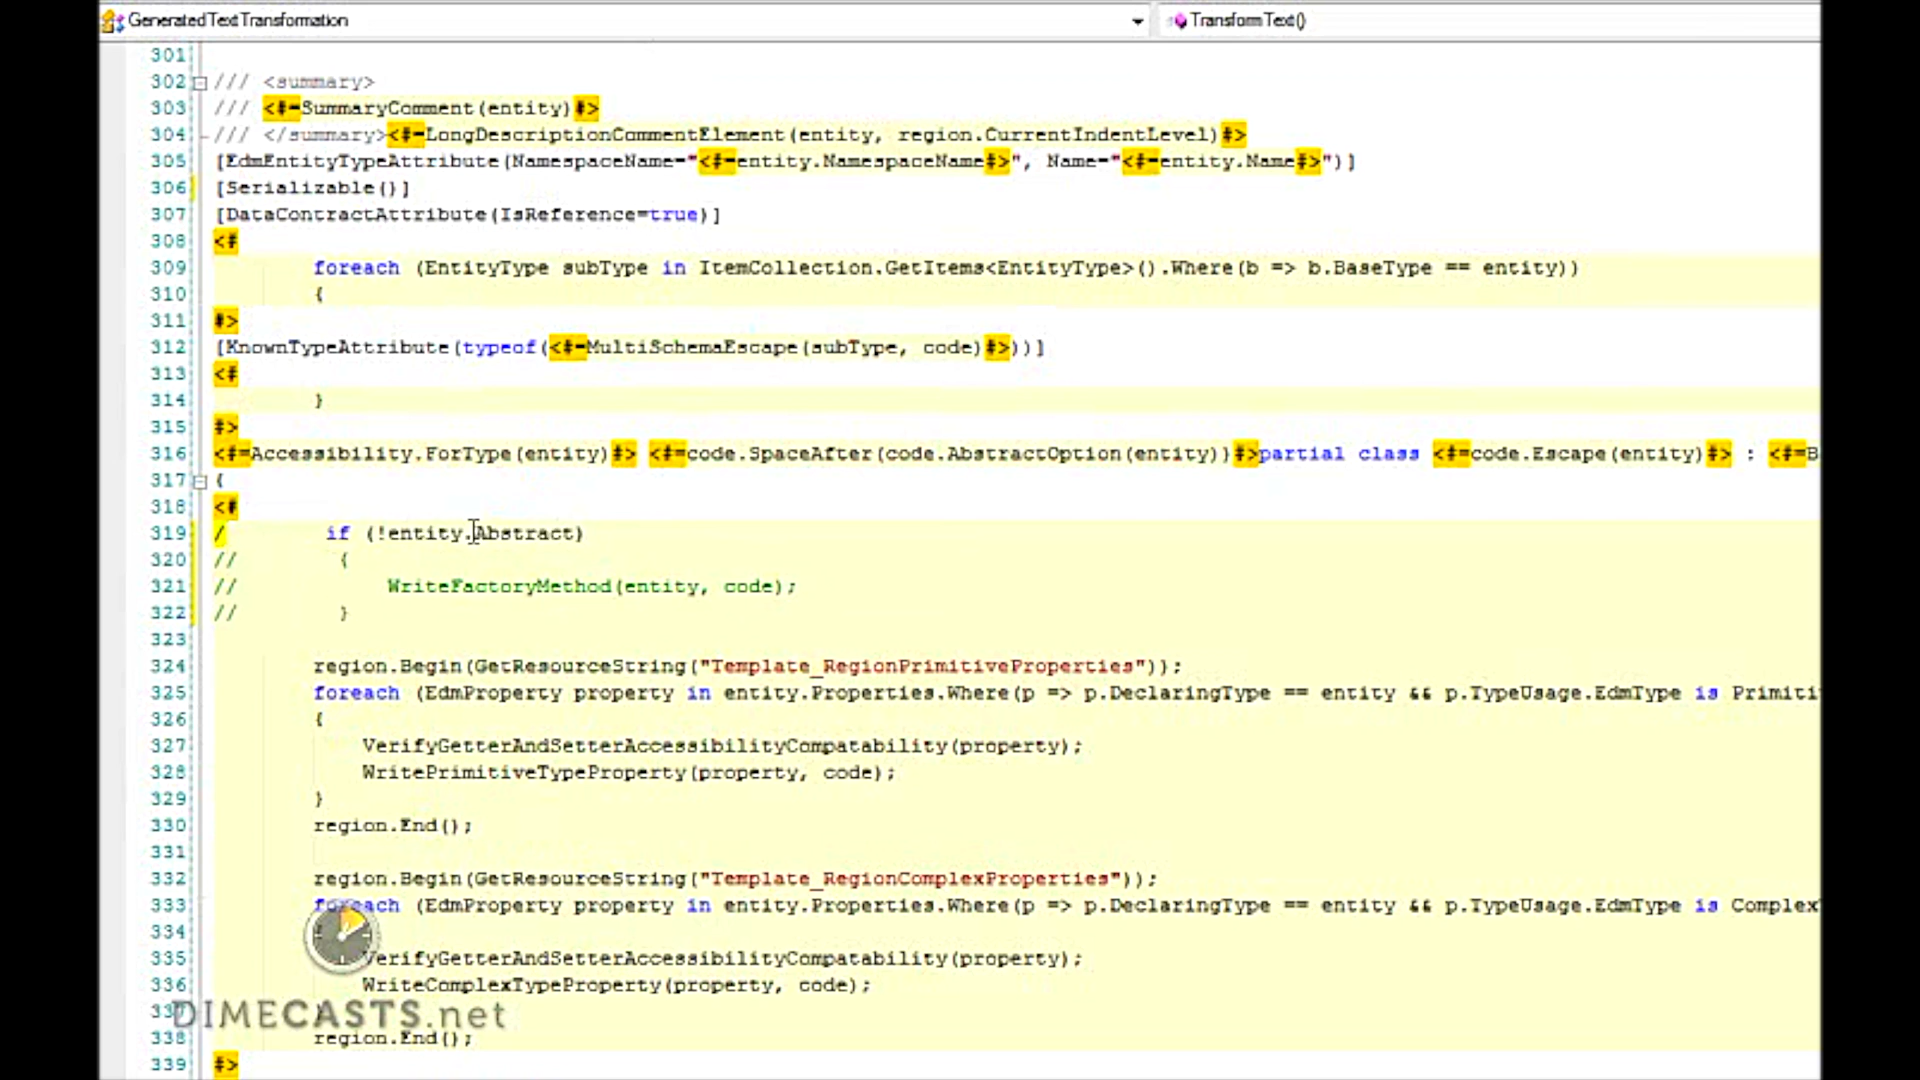 GeneratedTextTransformation TransformText()
301
302 /// <summary>
303 /// <#=SummaryComment(entity)#>
304 /// </summary><#=LongDescriptionCommentElement(entity, region.CurrentIndentLevel)#>
305 [EdmEntityTypeAttribute(NamespaceName="<#=entity.NamespaceName#>", Name="<#=entity.Name#>")]
306 [Serializable()]
307 [DataContractAttribute(IsReference=true)]
308 <#
309 foreach (EntityType subType in ItemCollection.GetItems<EntityType>().Where(b => b.BaseType == entity))
310 {
311 #>
312 [KnownTypeAttribute(typeof(<#=MultiSchemaEscape(subType, code)#>))]
313 <#
314 }
315 #>
316 <#=Accessibility.ForType(entity)#> <#=code.SpaceAfter(code.AbstractOption(entity))#>partial class <#=code.Escape(entity)#> : <#=B
317 {
318 <#
319 / if (!entity.Abstract)
320 // {
321 // WriteFactoryMethod(entity, code);
322 // }
323
324 region.Begin(GetResourceString("Template_RegionPrimitiveProperties"));
325 foreach (EdmProperty property in entity.Properties.Where(p => p.DeclaringType == entity && p.TypeUsage.EdmType is Primiti
326 {
327 VerifyGetterAndSetterAccessibilityCompatability(property);
328 WritePrimitiveTypeProperty(property, code);
329 }
330 region.End();
331
332 region.Begin(GetResourceString("Template_RegionComplexProperties"));
333 foreach (EdmProperty property in entity.Properties.Where(p => p.DeclaringType == entity && p.TypeUsage.EdmType is Complex
334
335 VerifyGetterAndSetterAccessibilityCompatability(property);
336 WriteComplexTypeProperty(property, code);
337
DIMECASTS.net
338 region.End();
339 #>